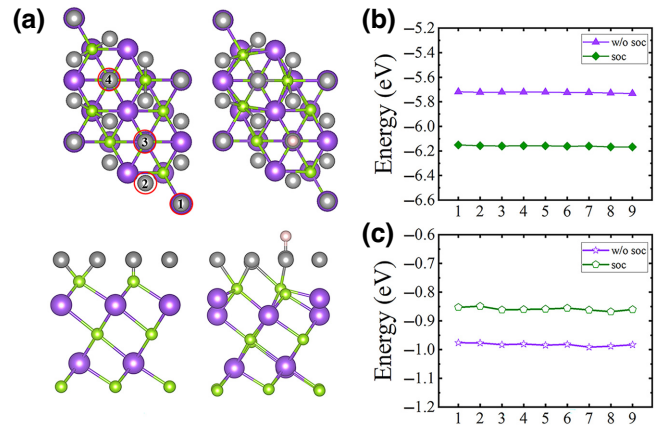 (a)
4
3
2
1
(b)
Energy (eV)
−5.2
−5.4
−5.6
−5.8
−6.0
−6.2
−6.4
−6.6
w/o soc
soc
1 2 3 4 5 6 7 8 9
(c)
Energy (eV)
−0.6
−0.7
−0.8
−0.9
−1.0
−1.1
−1.2
w/o soc
soc
1 2 3 4 5 6 7 8 9